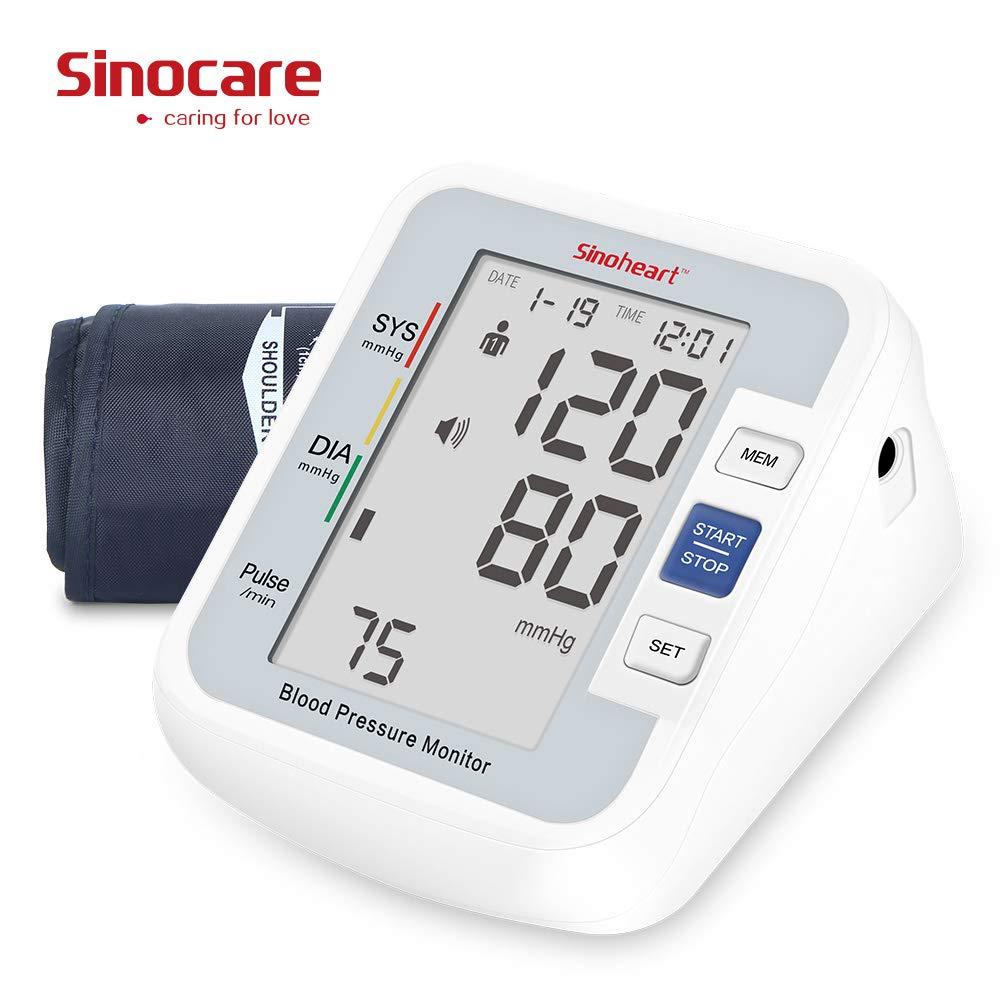 Sinocare
caring for love
Sinoheart™
DATE 1-19 TIME 12:01
SYS
mmHg
120
DIA
mmHg
80
mmHg
Pulse
/min
75
Blood Pressure Monitor
MEM
START
STOP
SET
SHOULDER